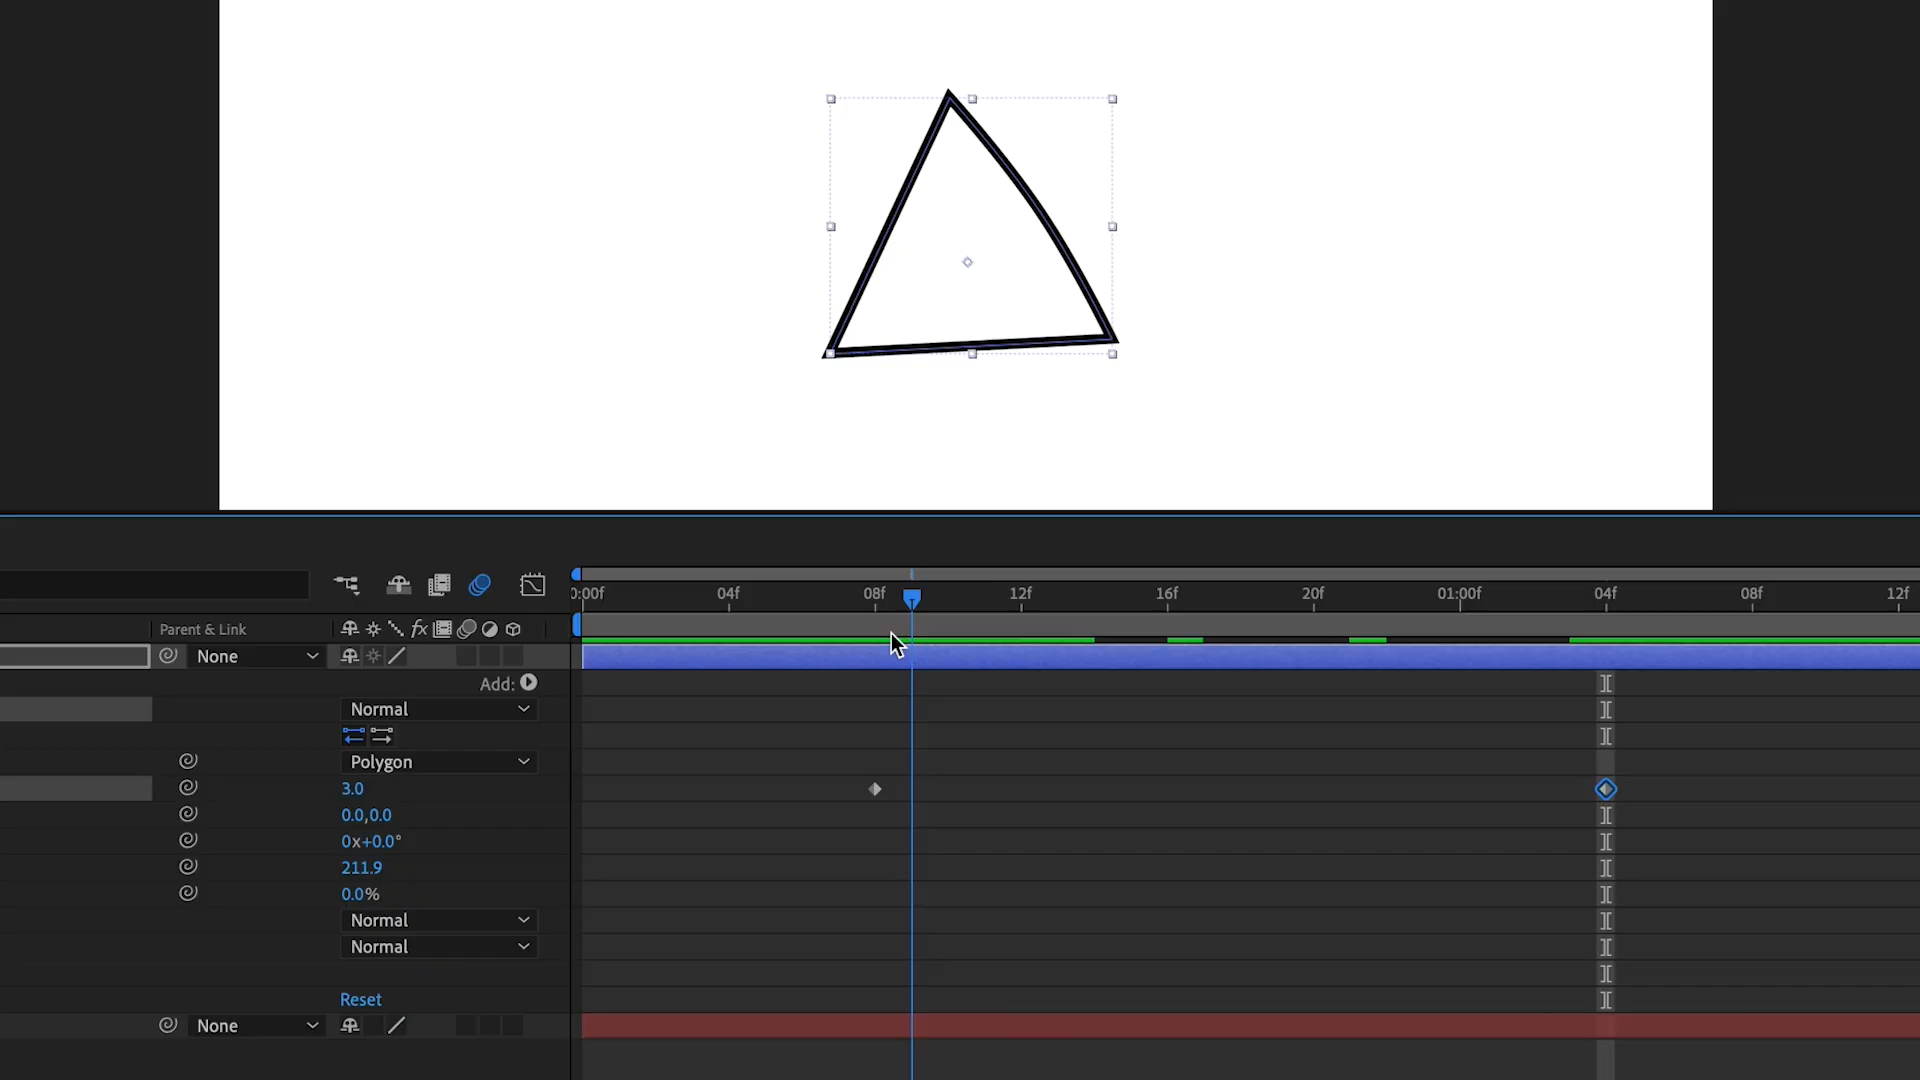 0:00f 04f 08f 12f 16f 20f 01:00f 04f 08f 12f
Parent & Link fx
None
Add:
Normal
Polygon
3.0
0.0,0.0
0x+0.0°
211.9
0.0%
Normal
Normal
Reset
None